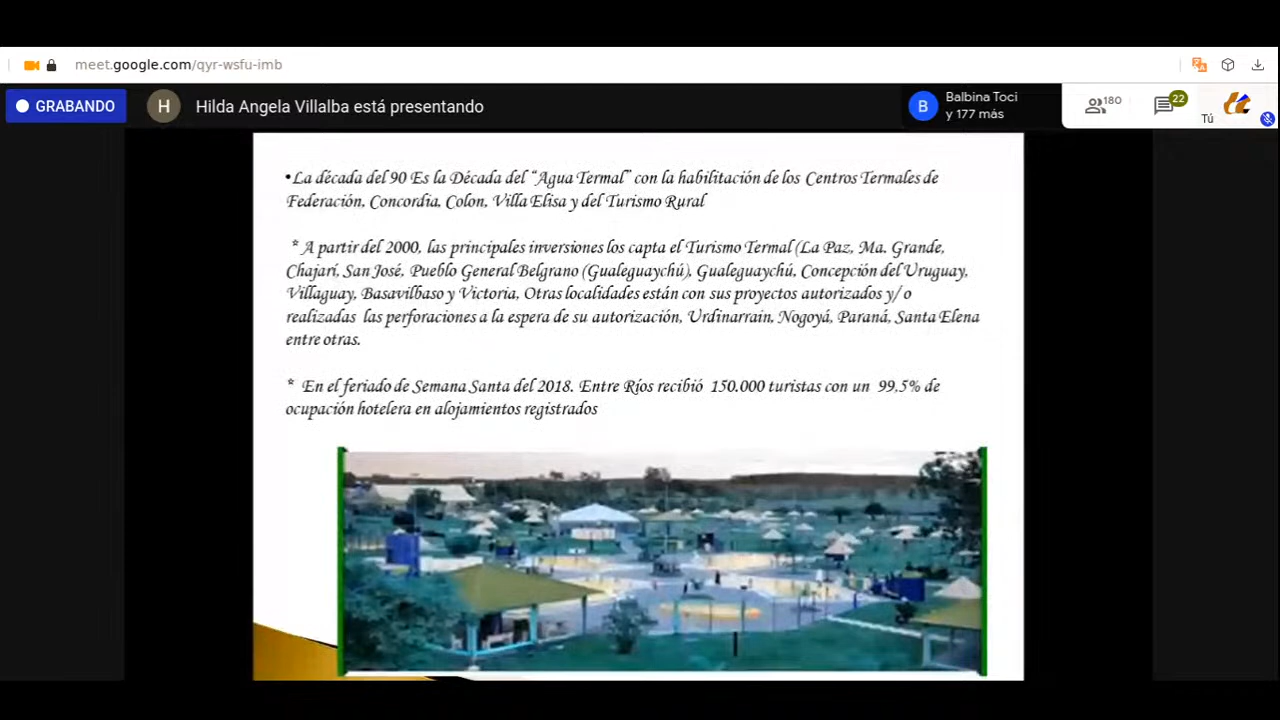 meet.google.com/qyr-wsfu-imb
GRABANDO
H
Hilda Angela Villalba está presentando
B
Balbina Toci
y 177 más
180
22
Tú
•La década del 90 Es la Década del “Agua Termal” con la habilitación de los Centros Termales de
Federación, Concordia, Colon, Villa Elisa y del Turismo Rural
* A partir del 2000, las principales inversiones los capta el Turismo Termal (La Paz, Ma. Grande,
Chajarí, San José, Pueblo General Belgrano (Gualeguaychú), Gualeguaychú, Concepción del Uruguay,
Villaguay, Basavilbaso y Victoria, Otras localidades están con sus proyectos autorizados y/ o
realizadas las perforaciones a la espera de su autorización, Urdinarrain, Nogoyá, Paraná, Santa Elena
entre otras.
* En el feriado de Semana Santa del 2018. Entre Ríos recibió 150.000 turistas con un 99,5% de
ocupación hotelera en alojamientos registrados